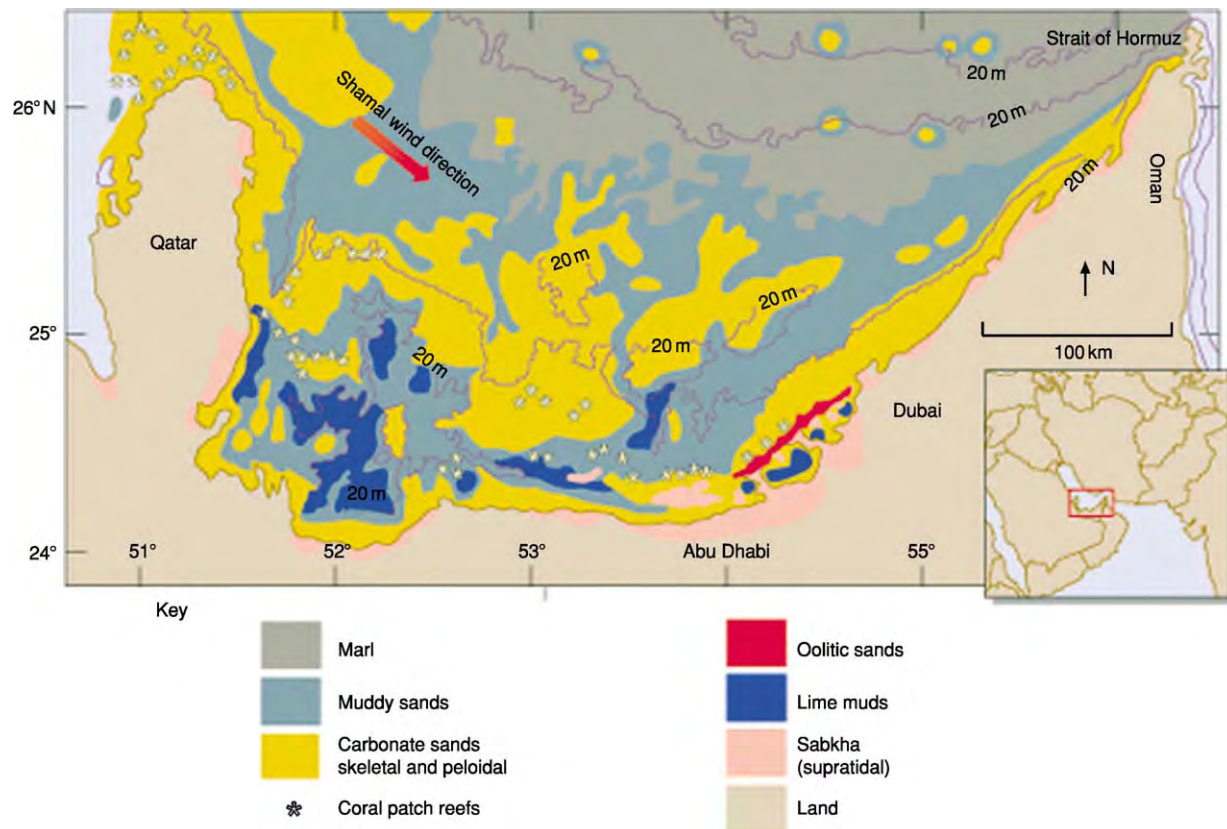 Strait of Hormuz
20 m
26° N
Shamal wind direction
20 m
20 m
Oman
Qatar
20 m
N
20 m
25°
20 m
20 m
100 km
Dubai
20 m
24°
51°
52°
53°
Abu Dhabi
55°
Key
Marl
Muddy sands
Carbonate sands
skeletal and peloidal
Coral patch reefs
Oolitic sands
Lime muds
Sabkha
(supratidal)
Land